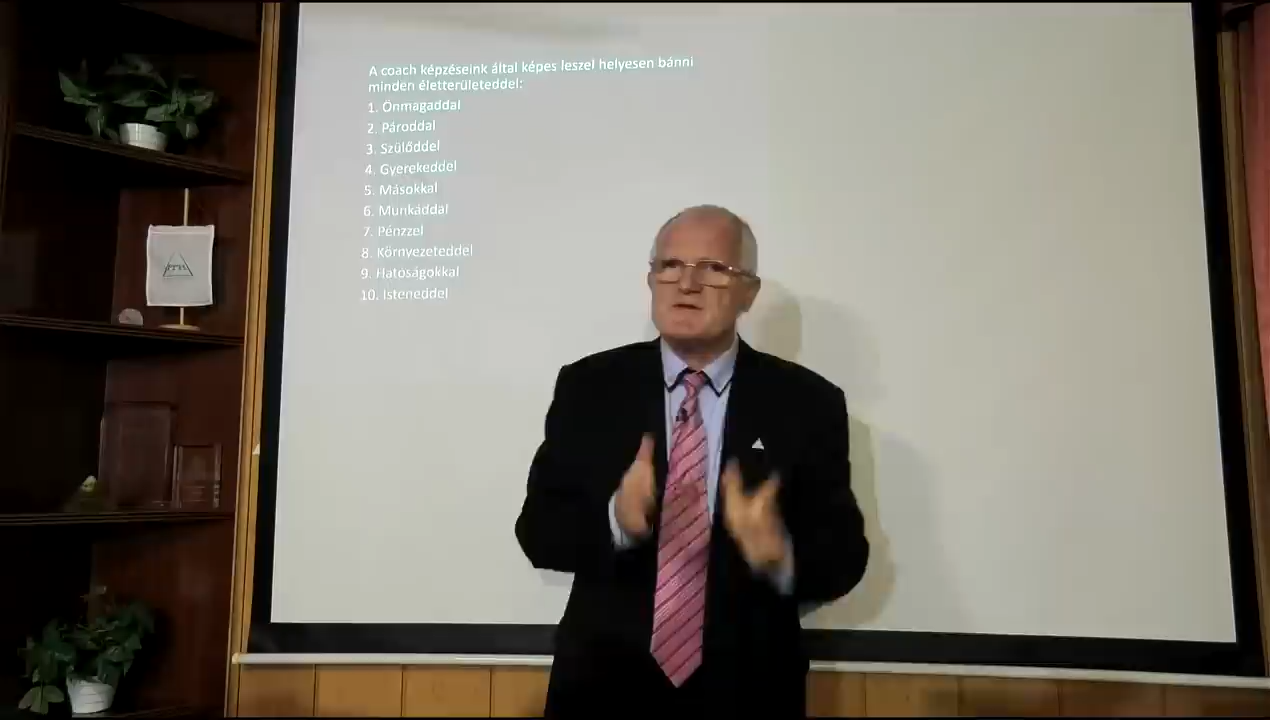 A coach képzéseink által képes leszel helyesen bánni
minden életterületeddel:
1. Önmagaddal
2. Pároddal
3. Szülőddel
4. Gyerekeddel
5. Másokkal
6. Munkáddal
7. Pénzzel
8. Környezeteddel
9. Hatóságokkal
10. Isteneddel